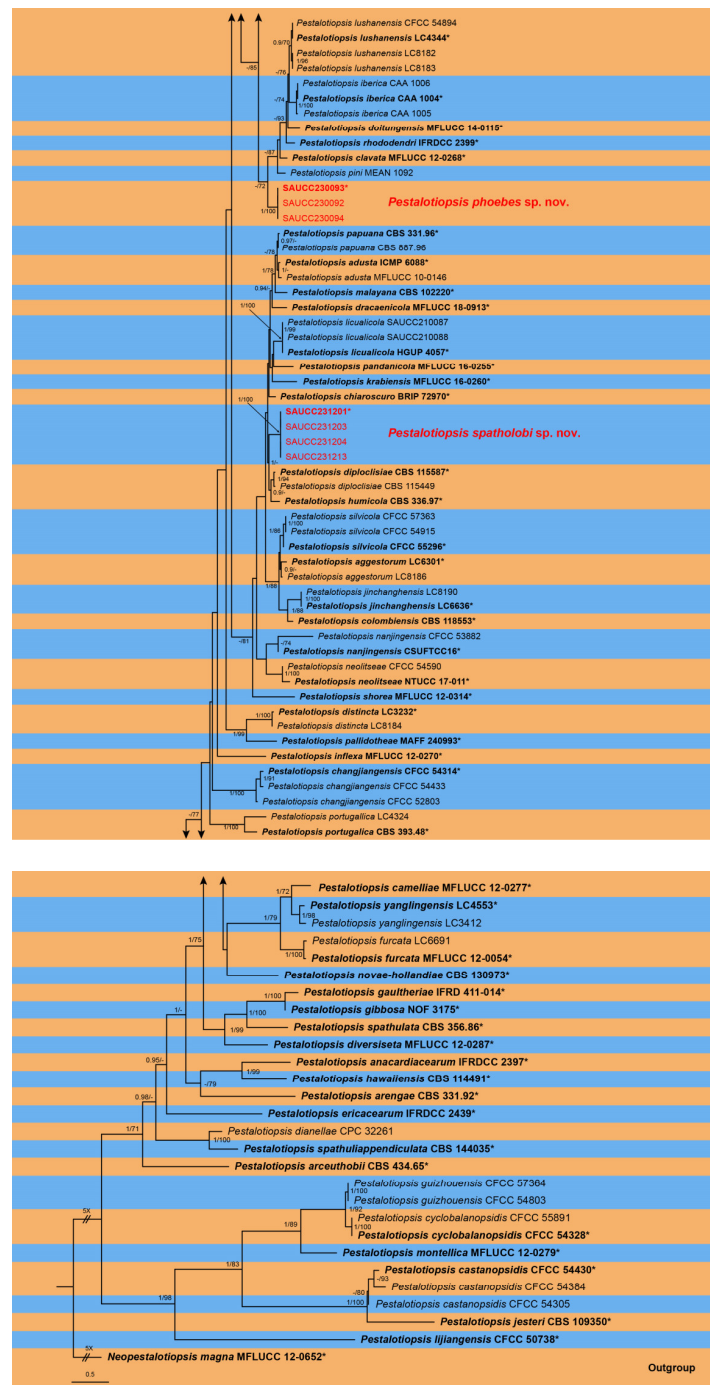 Pestalotiopsis lushanensis CFCC 54894
0.9/70
Pestalotiopsis lushanensis LC4344*
Pestalotiopsis lushanensis LC8182
1/96
-/85
Pestalotiopsis lushanensis LC8183
-/76
Pestalotiopsis iberica CAA 1006
-/74
Pestalotiopsis iberica CAA 1004*
1/100
Pestalotiopsis iberica CAA 1005
-/93
Pestalotiopsis doitungensis MFLUCC 14-0115*
Pestalotiopsis rhododendri IFRDCC 2399*
-/87
Pestalotiopsis clavata MFLUCC 12-0268*
Pestalotiopsis pini MEAN 1092
-/72
SAUCC230093*
SAUCC230092
Pestalotiopsis phoebes sp. nov.
1/100
SAUCC230094
Pestalotiopsis papuana CBS 331.96*
0.97/-
Pestalotiopsis papuana CBS 887.96
-/78
Pestalotiopsis adusta ICMP 6088*
1/78
1/-
Pestalotiopsis adusta MFLUCC 10-0146
0.94/-
Pestalotiopsis malayana CBS 102220*
Pestalotiopsis dracaenicola MFLUCC 18-0913*
1/100
Pestalotiopsis licualicola SAUCC210087
1/99
Pestalotiopsis licualicola SAUCC210088
Pestalotiopsis licualicola HGUP 4057*
Pestalotiopsis pandanicola MFLUCC 16-0255*
Pestalotiopsis krabiensis MFLUCC 16-0260*
Pestalotiopsis chiaroscuro BRIP 72970*
1/100
SAUCC231201*
SAUCC231203
Pestalotiopsis spatholobi sp. nov.
SAUCC231204
SAUCC231213
1/-
Pestalotiopsis diploclisiae CBS 115587*
1/94
Pestalotiopsis diploclisiae CBS 115449
0.9/-
Pestalotiopsis humicola CBS 336.97*
Pestalotiopsis silvicola CFCC 57363
1/100
Pestalotiopsis silvicola CFCC 54915
Pestalotiopsis silvicola CFCC 55296*
Pestalotiopsis aggestorum LC6301*
0.9/-
Pestalotiopsis aggestorum LC8186
1/88
Pestalotiopsis jinchanghensis LC8190
1/100
Pestalotiopsis jinchanghensis LC6636*
1/88
Pestalotiopsis colombiensis CBS 118553*
Pestalotiopsis nanjingensis CFCC 53882
-/81
-/74
Pestalotiopsis nanjingensis CSUFTCC16*
Pestalotiopsis neolitseae CFCC 54590
1/100
Pestalotiopsis neolitseae NTUCC 17-011*
Pestalotiopsis shorea MFLUCC 12-0314*
Pestalotiopsis distincta LC3232*
1/100
Pestalotiopsis distincta LC8184
1/99
Pestalotiopsis pallidotheae MAFF 240993*
Pestalotiopsis inflexa MFLUCC 12-0270*
Pestalotiopsis changjiangensis CFCC 54314*
1/91
Pestalotiopsis changjiangensis CFCC 54433
1/100
Pestalotiopsis changjiangensis CFCC 52803
-/77
Pestalotiopsis portugallica LC4324
1/100
Pestalotiopsis portugalica CBS 393.48*
Pestalotiopsis camelliae MFLUCC 12-0277*
1/72
Pestalotiopsis yanglingensis LC4553*
1/79
1/98
Pestalotiopsis yanglingensis LC3412
1/75
Pestalotiopsis furcata LC6691
1/100
Pestalotiopsis furcata MFLUCC 12-0054*
Pestalotiopsis novae-hollandiae CBS 130973*
1/100
Pestalotiopsis gaultheriae IFRD 411-014*
1/-
Pestalotiopsis gibbosa NOF 3175*
1/100
Pestalotiopsis spathulata CBS 356.86*
1/99
Pestalotiopsis diversiseta MFLUCC 12-0287*
0.95/-
Pestalotiopsis anacardiacearum IFRDCC 2397*
1/99
Pestalotiopsis hawaiiensis CBS 114491*
-/79
0.98/-
Pestalotiopsis arengae CBS 331.92*
Pestalotiopsis ericacearum IFRDCC 2439*
1/71
Pestalotiopsis dianellae CPC 32261
1/100
Pestalotiopsis spathuliappendiculata CBS 144035*
Pestalotiopsis arceuthobii CBS 434.65*
Pestalotiopsis guizhouensis CFCC 57364
1/100
Pestalotiopsis guizhouensis CFCC 54803
1/92
5X
Pestalotiopsis cyclobalanopsidis CFCC 55891
1/89
1/100
Pestalotiopsis cyclobalanopsidis CFCC 54328*
Pestalotiopsis montellica MFLUCC 12-0279*
1/83
Pestalotiopsis castanopsidis CFCC 54430*
-/93
Pestalotiopsis castanopsidis CFCC 54384
-/80
1/98
1/100
Pestalotiopsis castanopsidis CFCC 54305
Pestalotiopsis jesteri CBS 109350*
Pestalotiopsis lijiangensis CFCC 50738*
5X
Neopestalotiopsis magna MFLUCC 12-0652*
Outgroup
0.5